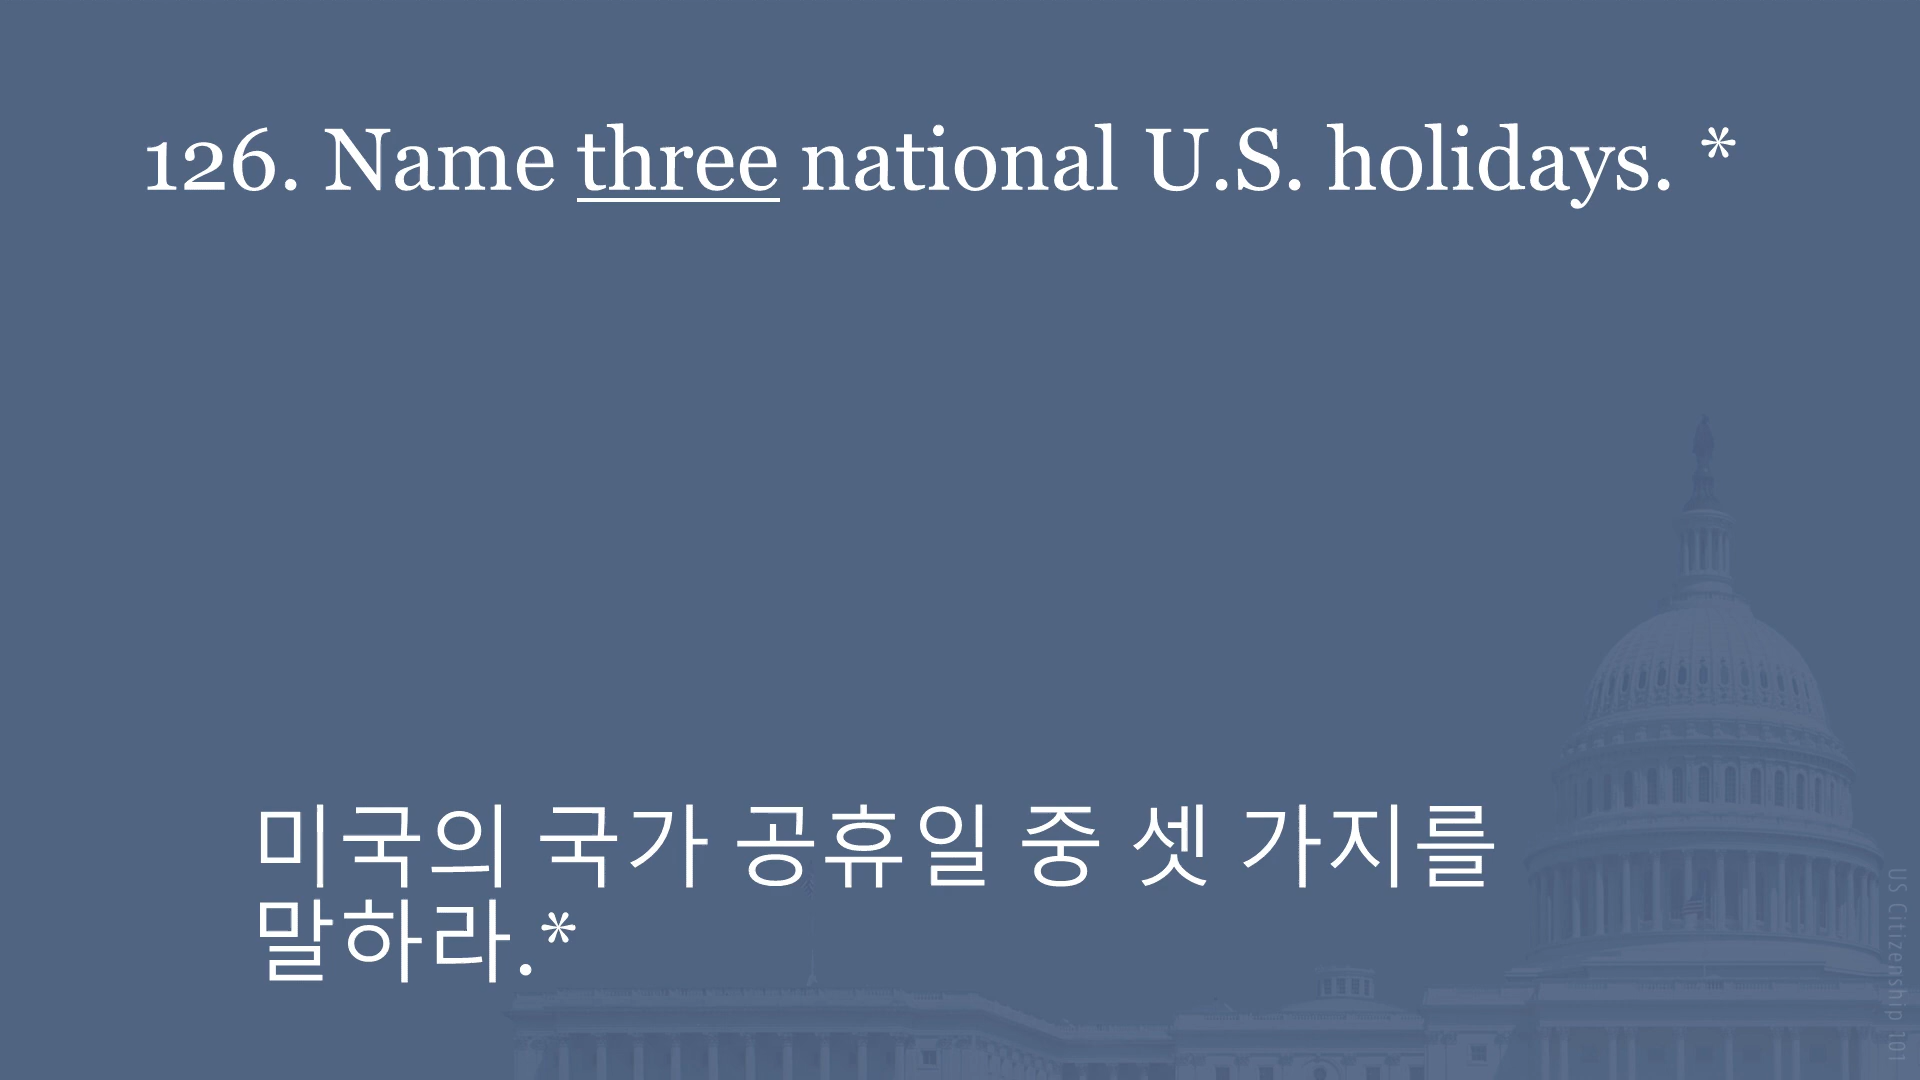 126. Name three national U.S. holidays. *
미국의 국가 공휴일 중 셋 가지를
말하라.*
US Citizenship 101